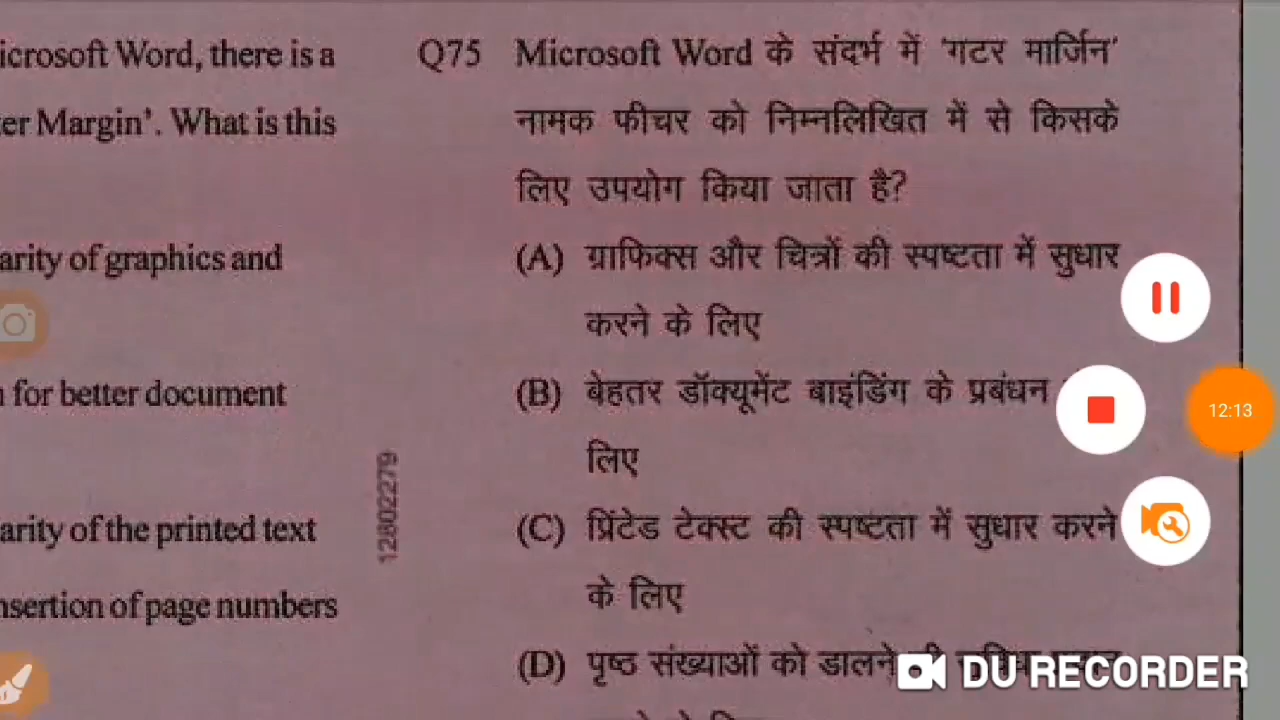 icrosoft Word, there is a
er Margin'. What is this
arity of graphics and
for better document
arity of the printed text
nsertion of page numbers
12802279
Q75 Microsoft Word के संदर्भ में 'गटर मार्जिन'
नामक फीचर को निम्नलिखित में से किसके
लिए उपयोग किया जाता है?
(A) ग्राफिक्स और चित्रों की स्पष्टता में सुधार
करने के लिए
(B) बेहतर डॉक्यूमेंट बाइंडिंग के प्रबंधन
लिए
(C) प्रिंटेड टेक्स्ट की स्पष्टता में सुधार करने
के लिए
(D) पृष्ठ संख्याओं को डालने
12:13
DU RECORDER